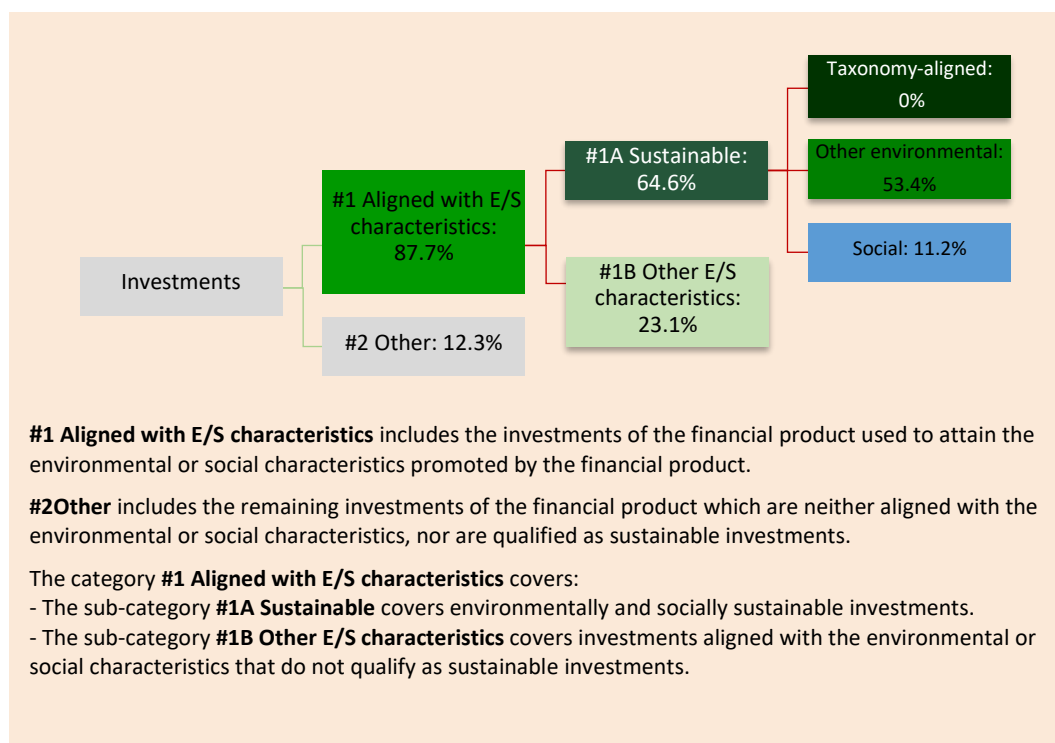 Taxonomy-aligned:
0%
#1A Sustainable:
64.6%
Other environmental:
53.4%
#1 Aligned with E/S
characteristics:
87.7%
Social: 11.2%
Investments
#1B Other E/S
characteristics:
23.1%
#2 Other: 12.3%
#1 Aligned with E/S characteristics includes the investments of the financial product used to attain the
environmental or social characteristics promoted by the financial product.
#2Other includes the remaining investments of the financial product which are neither aligned with the
environmental or social characteristics, nor are qualified as sustainable investments.
The category #1 Aligned with E/S characteristics covers:
- The sub-category #1A Sustainable covers environmentally and socially sustainable investments.
- The sub-category #1B Other E/S characteristics covers investments aligned with the environmental or
social characteristics that do not qualify as sustainable investments.